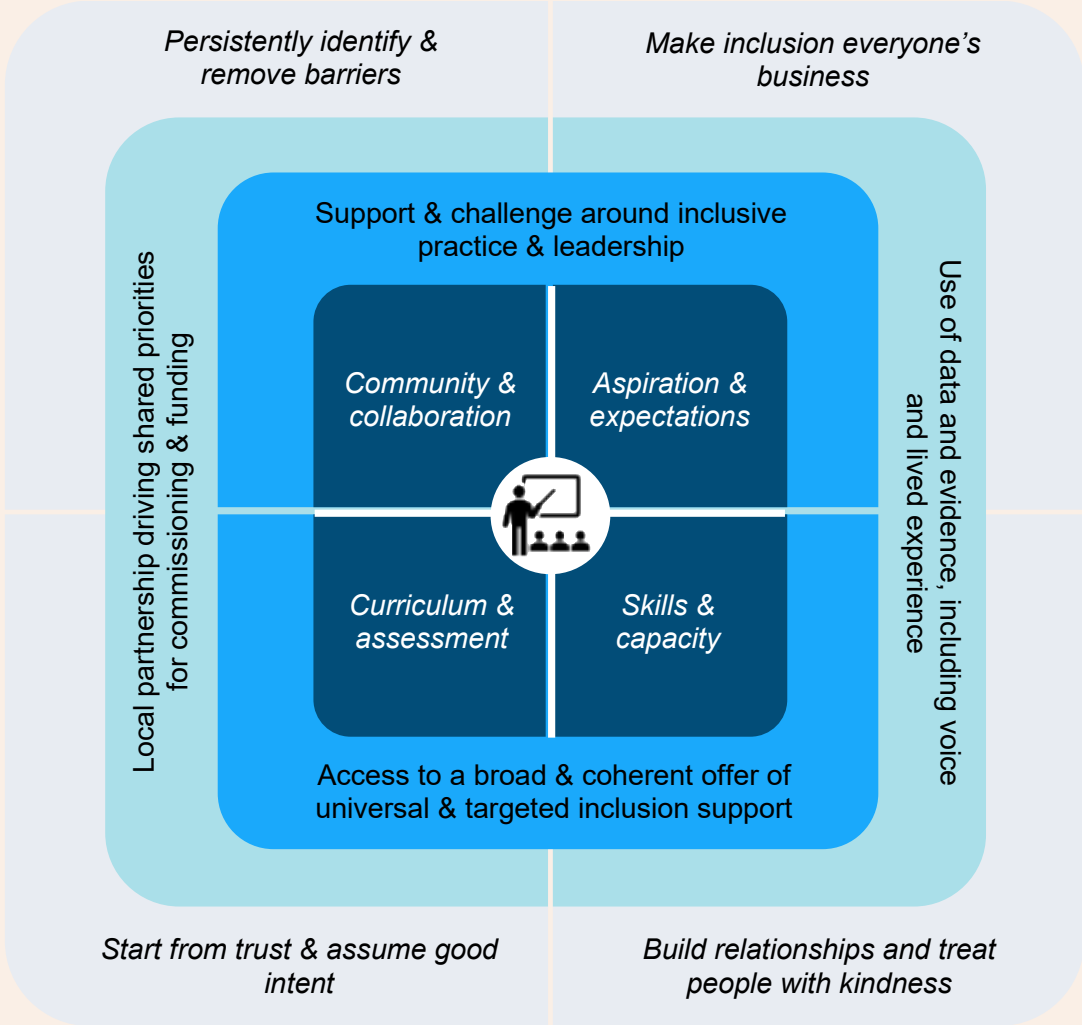 Persistently identify &
remove barriers
Make inclusion everyone's
business
Support & challenge around inclusive
practice & leadership
Local partnership driving shared priorities
for commissioning & funding
Community &
collaboration
Aspiration &
expectations
Use of data and evidence, including voice
and lived experience
Curriculum &
assessment
Skills &
capacity
Access to a broad & coherent offer of
universal & targeted inclusion support
Start from trust & assume good
intent
Build relationships and treat
people with kindness